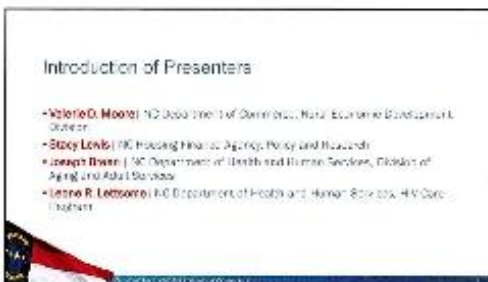 Introduction of Presenters
• Valerie D. Moore | NC Department of Commerce, Rural Economic Development
Division
• Stacy Lewis | NC Housing Finance Agency, Policy and Research
• Joseph | NC Department of Health and Human Services, Division of
Aging and Adult Services
• R. Lettsome | NC Department of Health and Human Services, HIV Care
Program